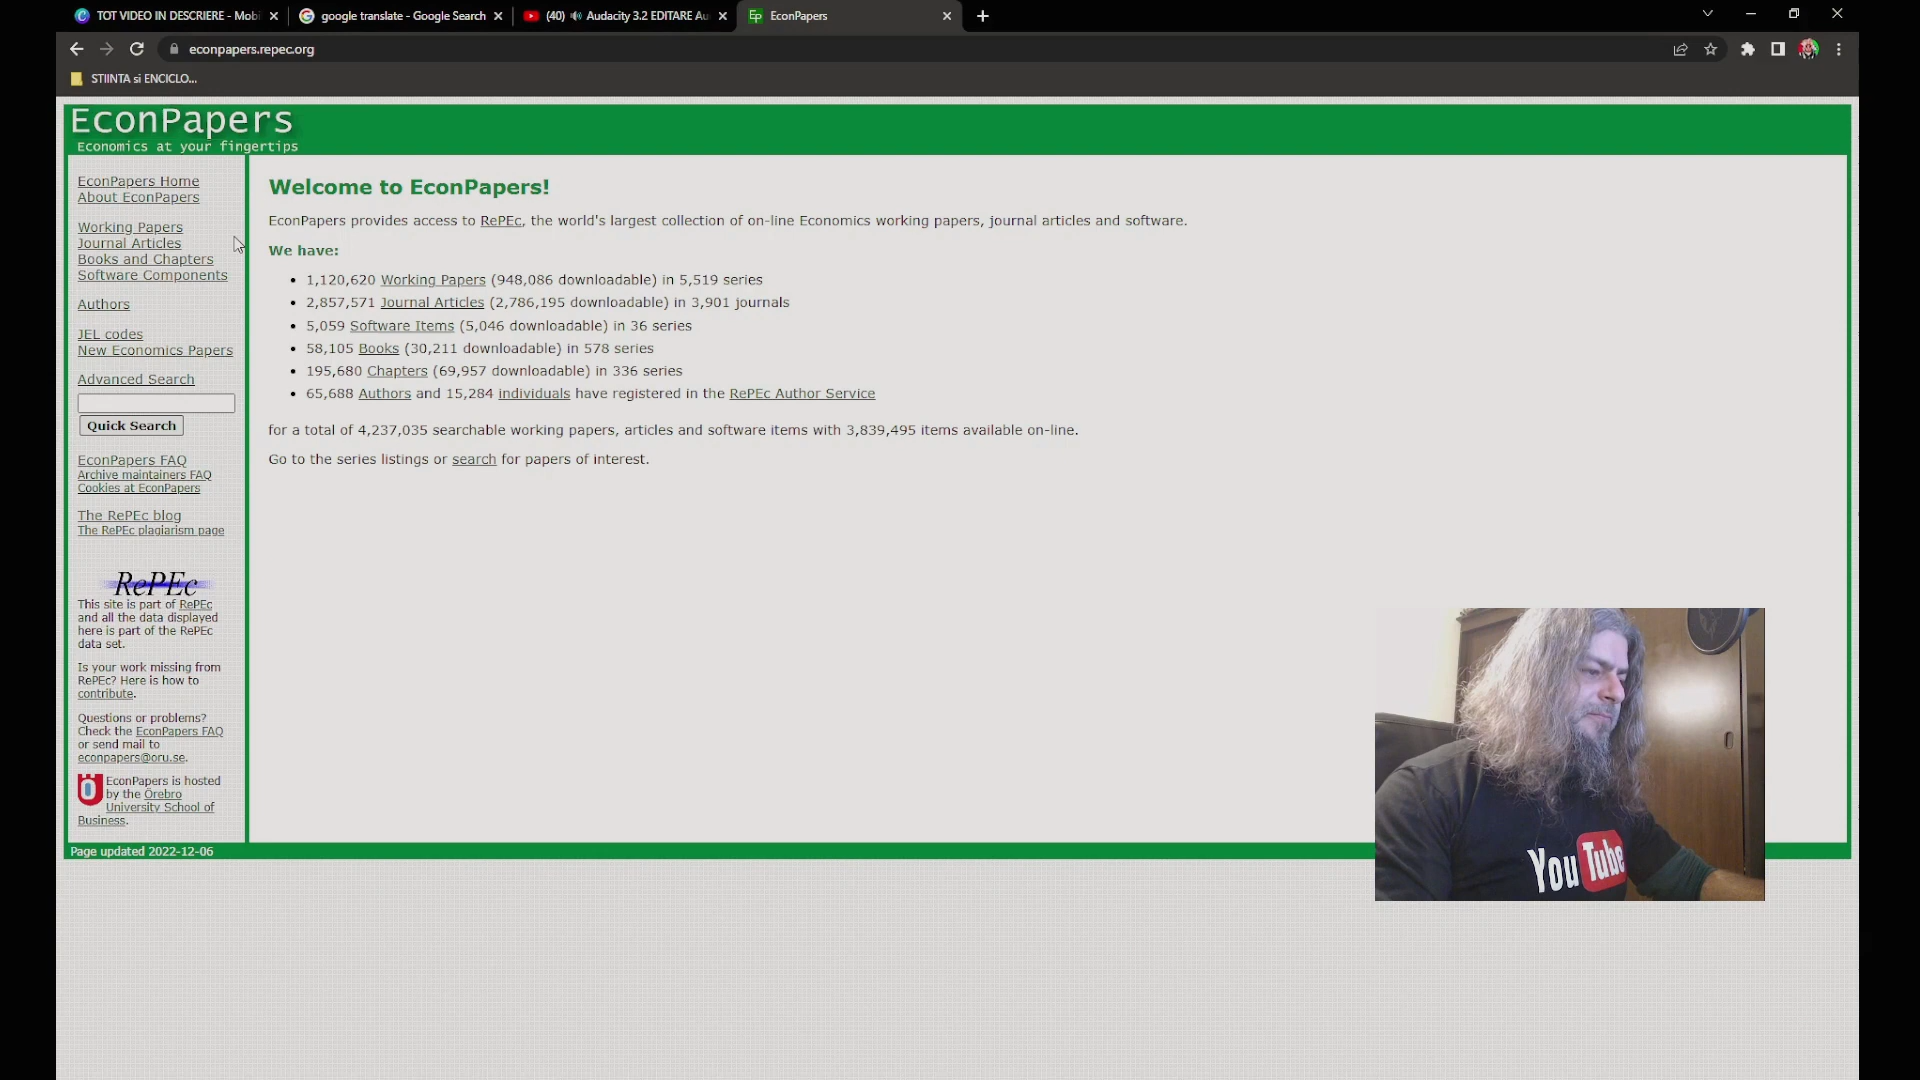 TOT VIDEO IN DESCRIERE - Mobi
google translate - Google Search
(40) Audacity 3.2 EDITARE Au
EconPapers
econpapers.repec.org
STIINTA si ENCICLO...
EconPapers
Economics at your fingertips
EconPapers Home
About EconPapers
Working Papers
Journal Articles
Books and Chapters
Software Components
Authors
JEL codes
New Economics Papers
Advanced Search
Quick Search
EconPapers FAQ
Archive maintainers FAQ
Cookies at EconPapers
The RePEc blog
The RePEc plagiarism page
RePEc
This site is part of RePEc
and all the data displayed
here is part of the RePEc
data set.
Is your work missing from
RePEc? Here is how to
contribute.
Questions or problems?
Check the EconPapers FAQ
or send mail to
econpapers@oru.se.
EconPapers is hosted
by the Örebro
University School of
Business.
Page updated 2022-12-06
Welcome to EconPapers!
EconPapers provides access to RePEc, the world's largest collection of on-line Economics working papers, journal articles and software.
We have:
• 1,120,620 Working Papers (948,086 downloadable) in 5,519 series
• 2,857,571 Journal Articles (2,786,195 downloadable) in 3,901 journals
• 5,059 Software Items (5,046 downloadable) in 36 series
• 58,105 Books (30,211 downloadable) in 578 series
• 195,680 Chapters (69,957 downloadable) in 336 series
• 65,688 Authors and 15,284 individuals have registered in the RePEc Author Service
for a total of 4,237,035 searchable working papers, articles and software items with 3,839,495 items available on-line.
Go to the series listings or search for papers of interest.
YouTube